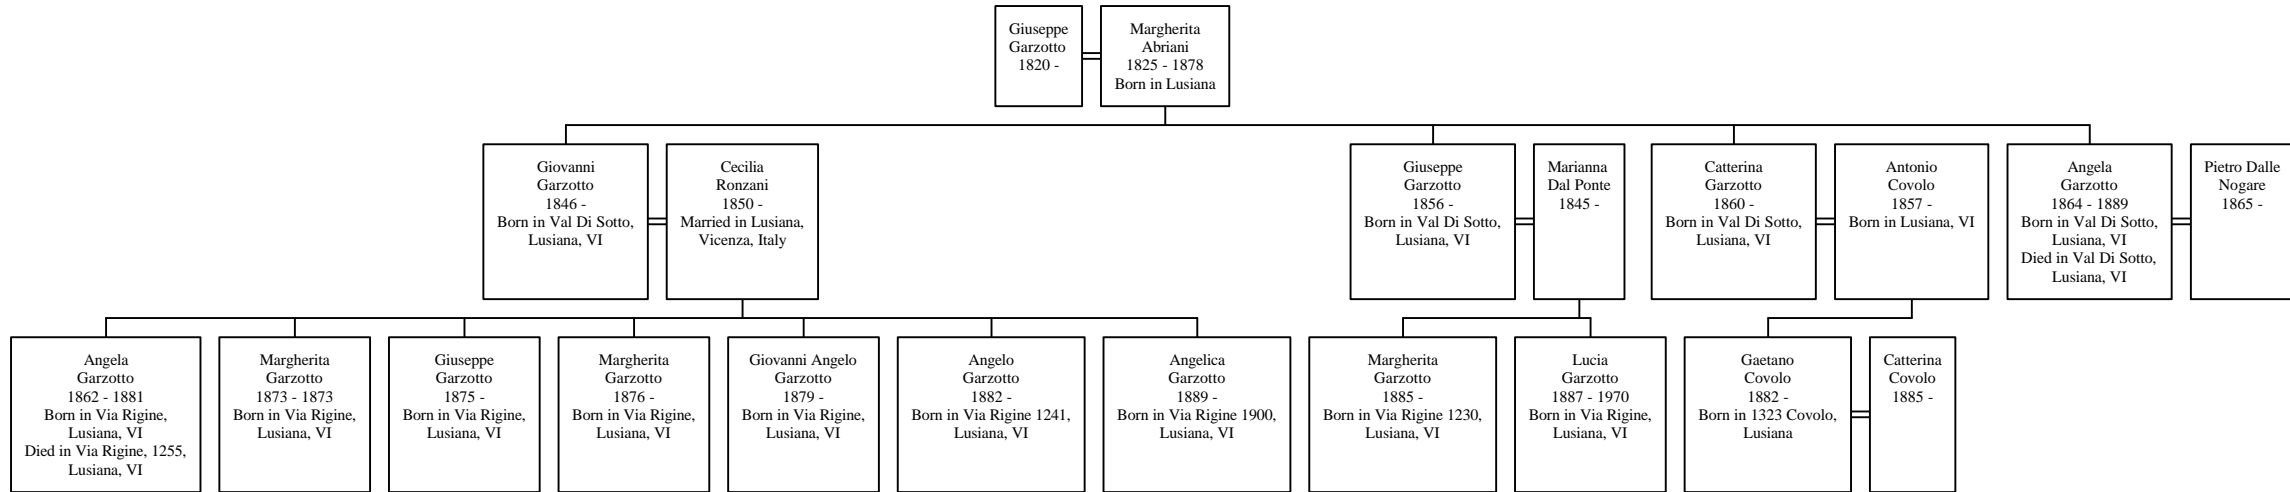 Giuseppe
Garzotto
1820 -
Margherita
Abriani
1825 - 1878
Born in Lusiana
Giovanni
Garzotto
1846 -
Born in Val Di Sotto,
Lusiana, VI
Cecilia
Ronzani
1850 -
Married in Lusiana,
Vicenza, Italy
Giuseppe
Garzotto
1856 -
Born in Val Di Sotto,
Lusiana, VI
Marianna
Dal Ponte
1845 -
Catterina
Garzotto
1860 -
Born in Val Di Sotto,
Lusiana, VI
Antonio
Covolo
1857 -
Born in Lusiana, VI
Angela
Garzotto
1864 - 1889
Born in Val Di Sotto,
Lusiana, VI
Died in Val Di Sotto,
Lusiana, VI
Pietro Dalle
Nogare
1865 -
Angela
Garzotto
1862 - 1881
Born in Via Rigine,
Lusiana, VI
Died in Via Rigine, 1255,
Lusiana, VI
Margherita
Garzotto
1873 - 1873
Born in Via Rigine,
Lusiana, VI
Giuseppe
Garzotto
1875 -
Born in Via Rigine,
Lusiana, VI
Margherita
Garzotto
1876 -
Born in Via Rigine,
Lusiana, VI
Giovanni Angelo
Garzotto
1879 -
Born in Via Rigine,
Lusiana, VI
Angelo
Garzotto
1882 -
Born in Via Rigine 1241,
Lusiana, VI
Angelica
Garzotto
1889 -
Born in Via Rigine 1900,
Lusiana, VI
Margherita
Garzotto
1885 -
Born in Via Rigine 1230,
Lusiana, VI
Lucia
Garzotto
1887 - 1970
Born in Via Rigine,
Lusiana, VI
Gaetano
Covolo
1882 -
Born in 1323 Covolo,
Lusiana
Catterina
Covolo
1885 -